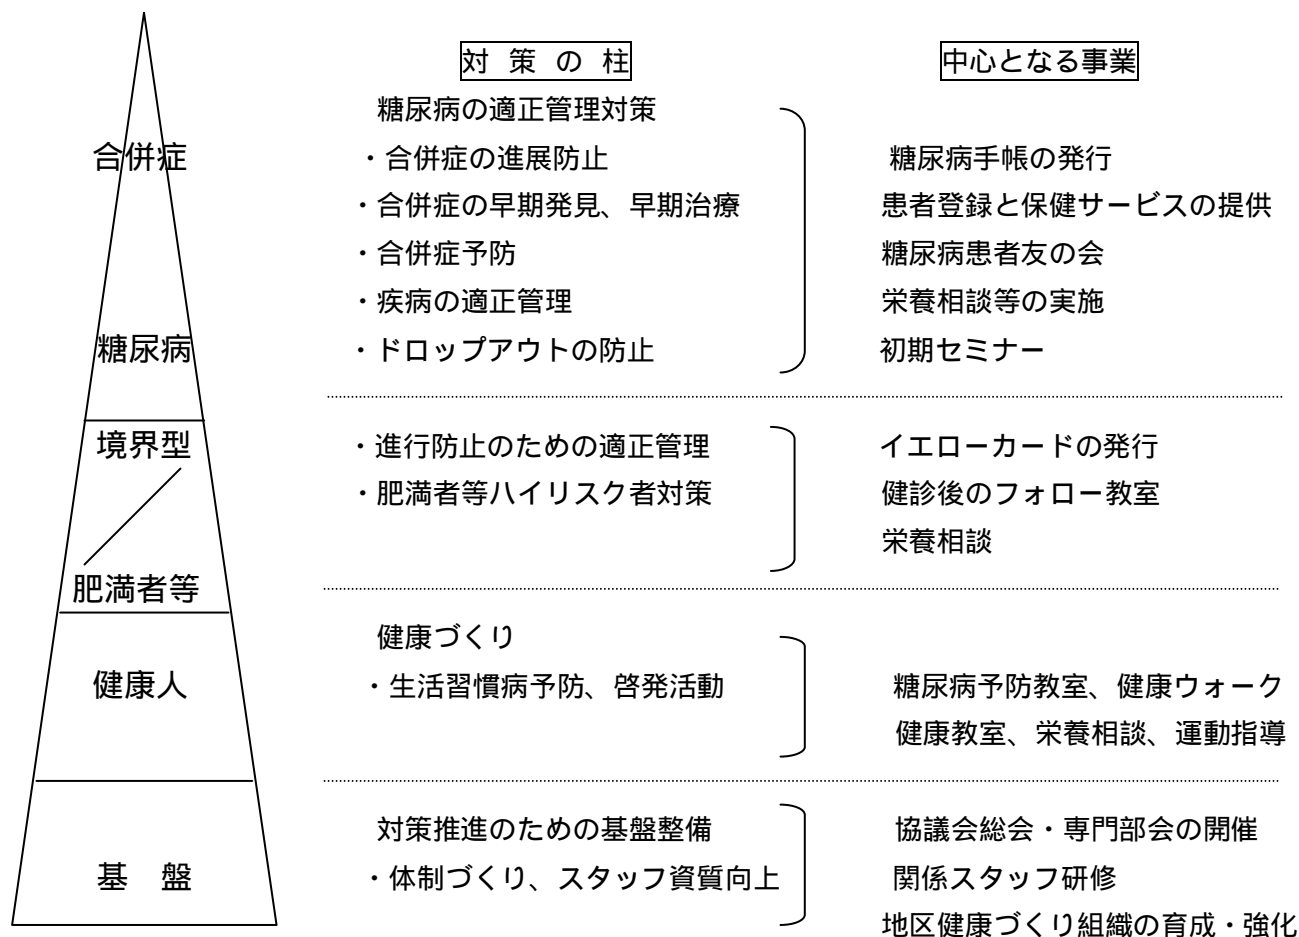 対 策 の 柱 中心となる事業
糖尿病の適正管理対策
合併症 ・合併症の進展防止 糖尿病手帳の発行
・合併症の早期発見、早期治療 患者登録と保健サービスの提供
・合併症予防 糖尿病患者友の会
・疾病の適正管理 栄養相談等の実施
糖尿病 ・ドロップアウトの防止 初期セミナー
境界型 ・進行防止のための適正管理 イエローカードの発行
・肥満者等ハイリスク者対策 健診後のフォロー教室
栄養相談
肥満者等
健康づくり
健康人 ・生活習慣病予防、啓発活動 糖尿病予防教室、健康ウォーク
健康教室、栄養相談、運動指導
対策推進のための基盤整備 協議会総会・専門部会の開催
基 盤 ・体制づくり、スタッフ資質向上 関係スタッフ研修
地区健康づくり組織の育成・強化